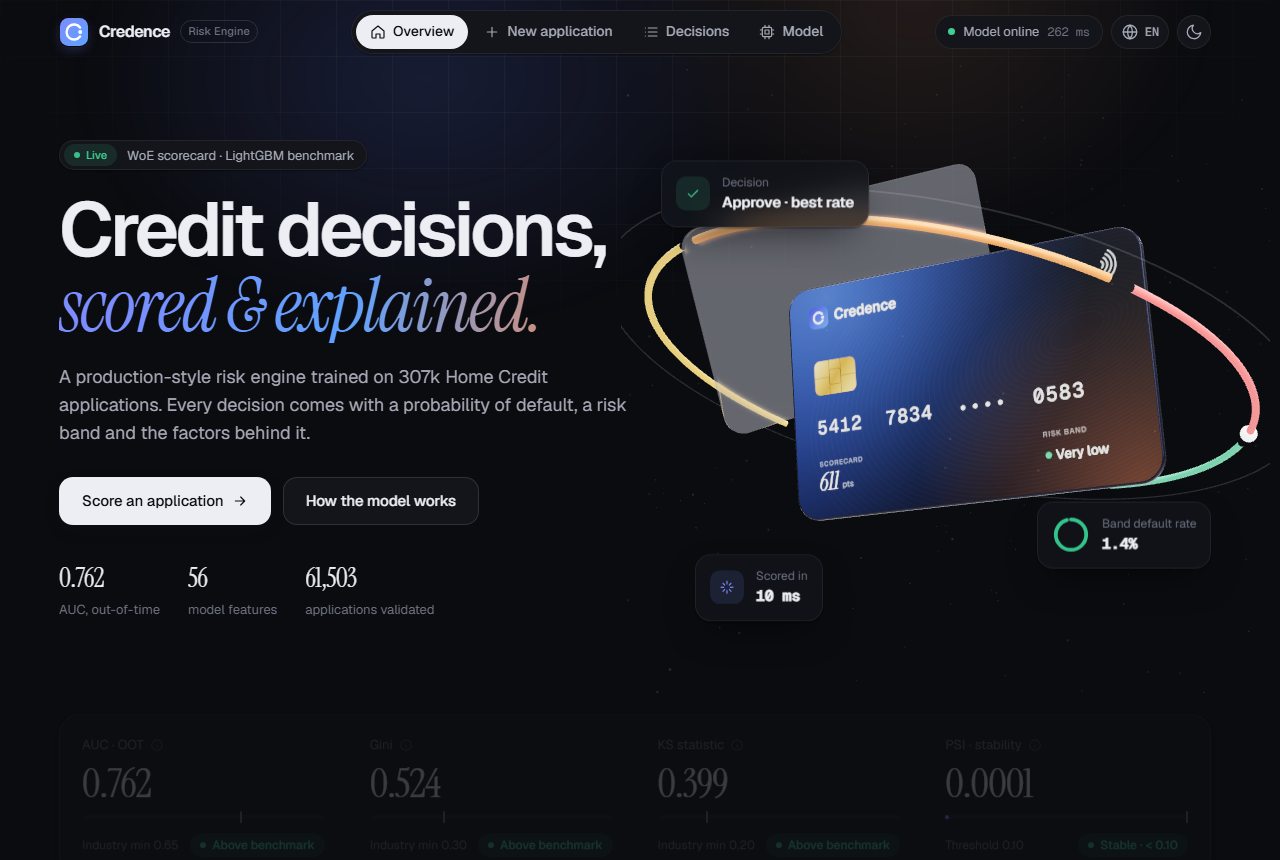 Credence Risk Engine
Overview New application Decisions Model
Model online 262 ms EN
Live WoE scorecard · LightGBM benchmark
Credit decisions,
scored & explained.
A production-style risk engine trained on 307k Home Credit
applications. Every decision comes with a probability of default, a risk
band and the factors behind it.
Score an application →
How the model works
0.762
AUC, out-of-time
56
model features
61,503
applications validated
Decision
Approve · best rate
Credence
5412 7834 •••• 0583
SCORECARD
611 pts
RISK BAND
Very low
Band default rate
1.4%
Scored in
10 ms
AUC · OOT
0.762
Industry min 0.65 Above benchmark
Gini
0.524
Industry min 0.30 Above benchmark
KS statistic
0.399
Industry min 0.20 Above benchmark
PSI · stability
0.0001
Threshold 0.10 Stable · < 0.10